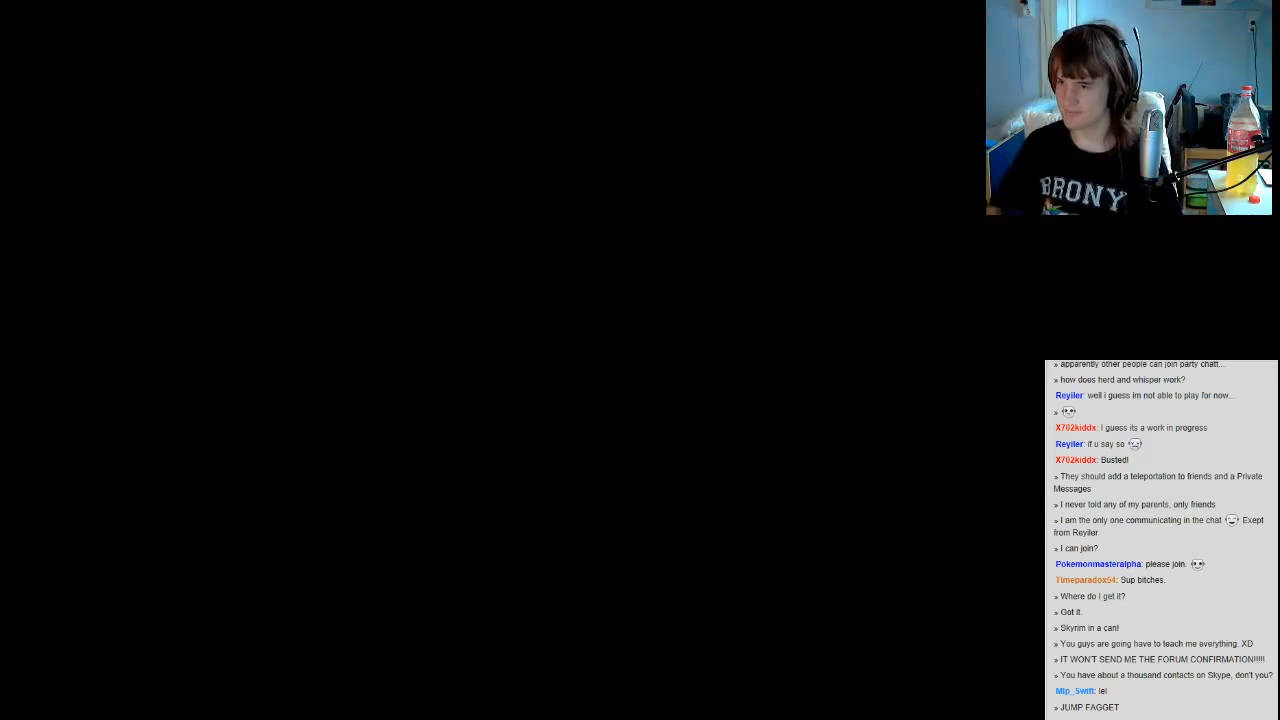 BRONY
» apparently other people can join party chatt...
» how does herd and whisper work?
Reyiler: well i guess im not able to play for now...
»
X702kiddx: I guess its a work in progress
Reyiler: if u say so
X702kiddx: Busted!
» They should add a teleportation to friends and a Private
Messages
» I never told any of my parents, only friends
» I am the only one communicating in the chat Exept
from Reyiler
» I can join?
Pokemonmasteralpha: please join.
Timeparadox54: Sup bitches.
» Where do I get it?
» Got it.
» Skyrim in a can!
» You guys are going have to teach me everything. XD
» IT WON'T SEND ME THE FORUM CONFIRMATION!!!!!
» You have about a thousand contacts on Skype, don't you?
Mlp_Swift: lel
» JUMP FAGGET